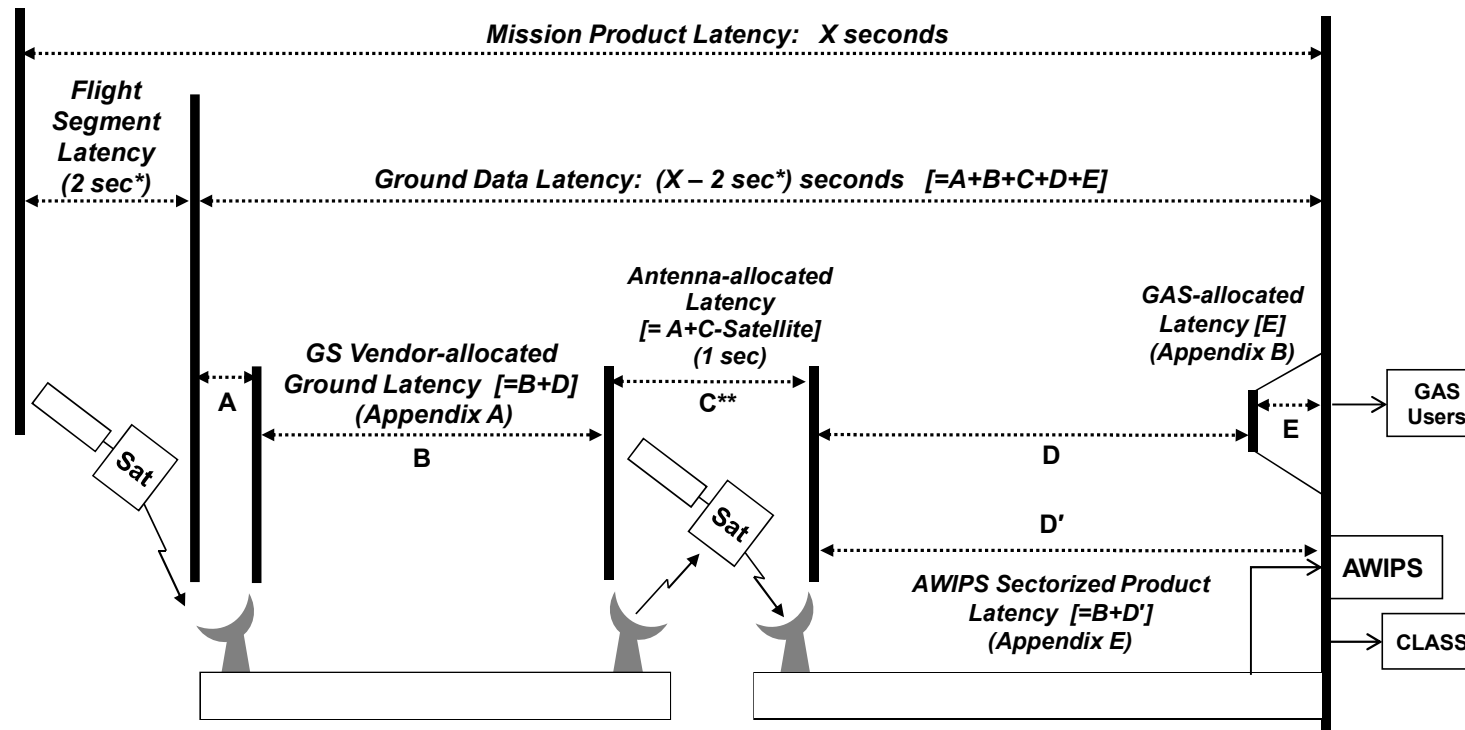 Mission Product Latency: X seconds
Flight
Segment
Latency
(2 sec*)
Ground Data Latency: (X – 2 sec*) seconds [=A+B+C+D+E]
Antenna-allocated
Latency
[= A+C-Satellite]
(1 sec)
GAS-allocated
Latency [E]
(Appendix B)
GS Vendor-allocated
Ground Latency [=B+D]
(Appendix A)
A
B
C**
D
E
GAS
Users
Sat
Sat
D′
AWIPS Sectorized Product
Latency [=B+D′]
(Appendix E)
AWIPS
CLASS